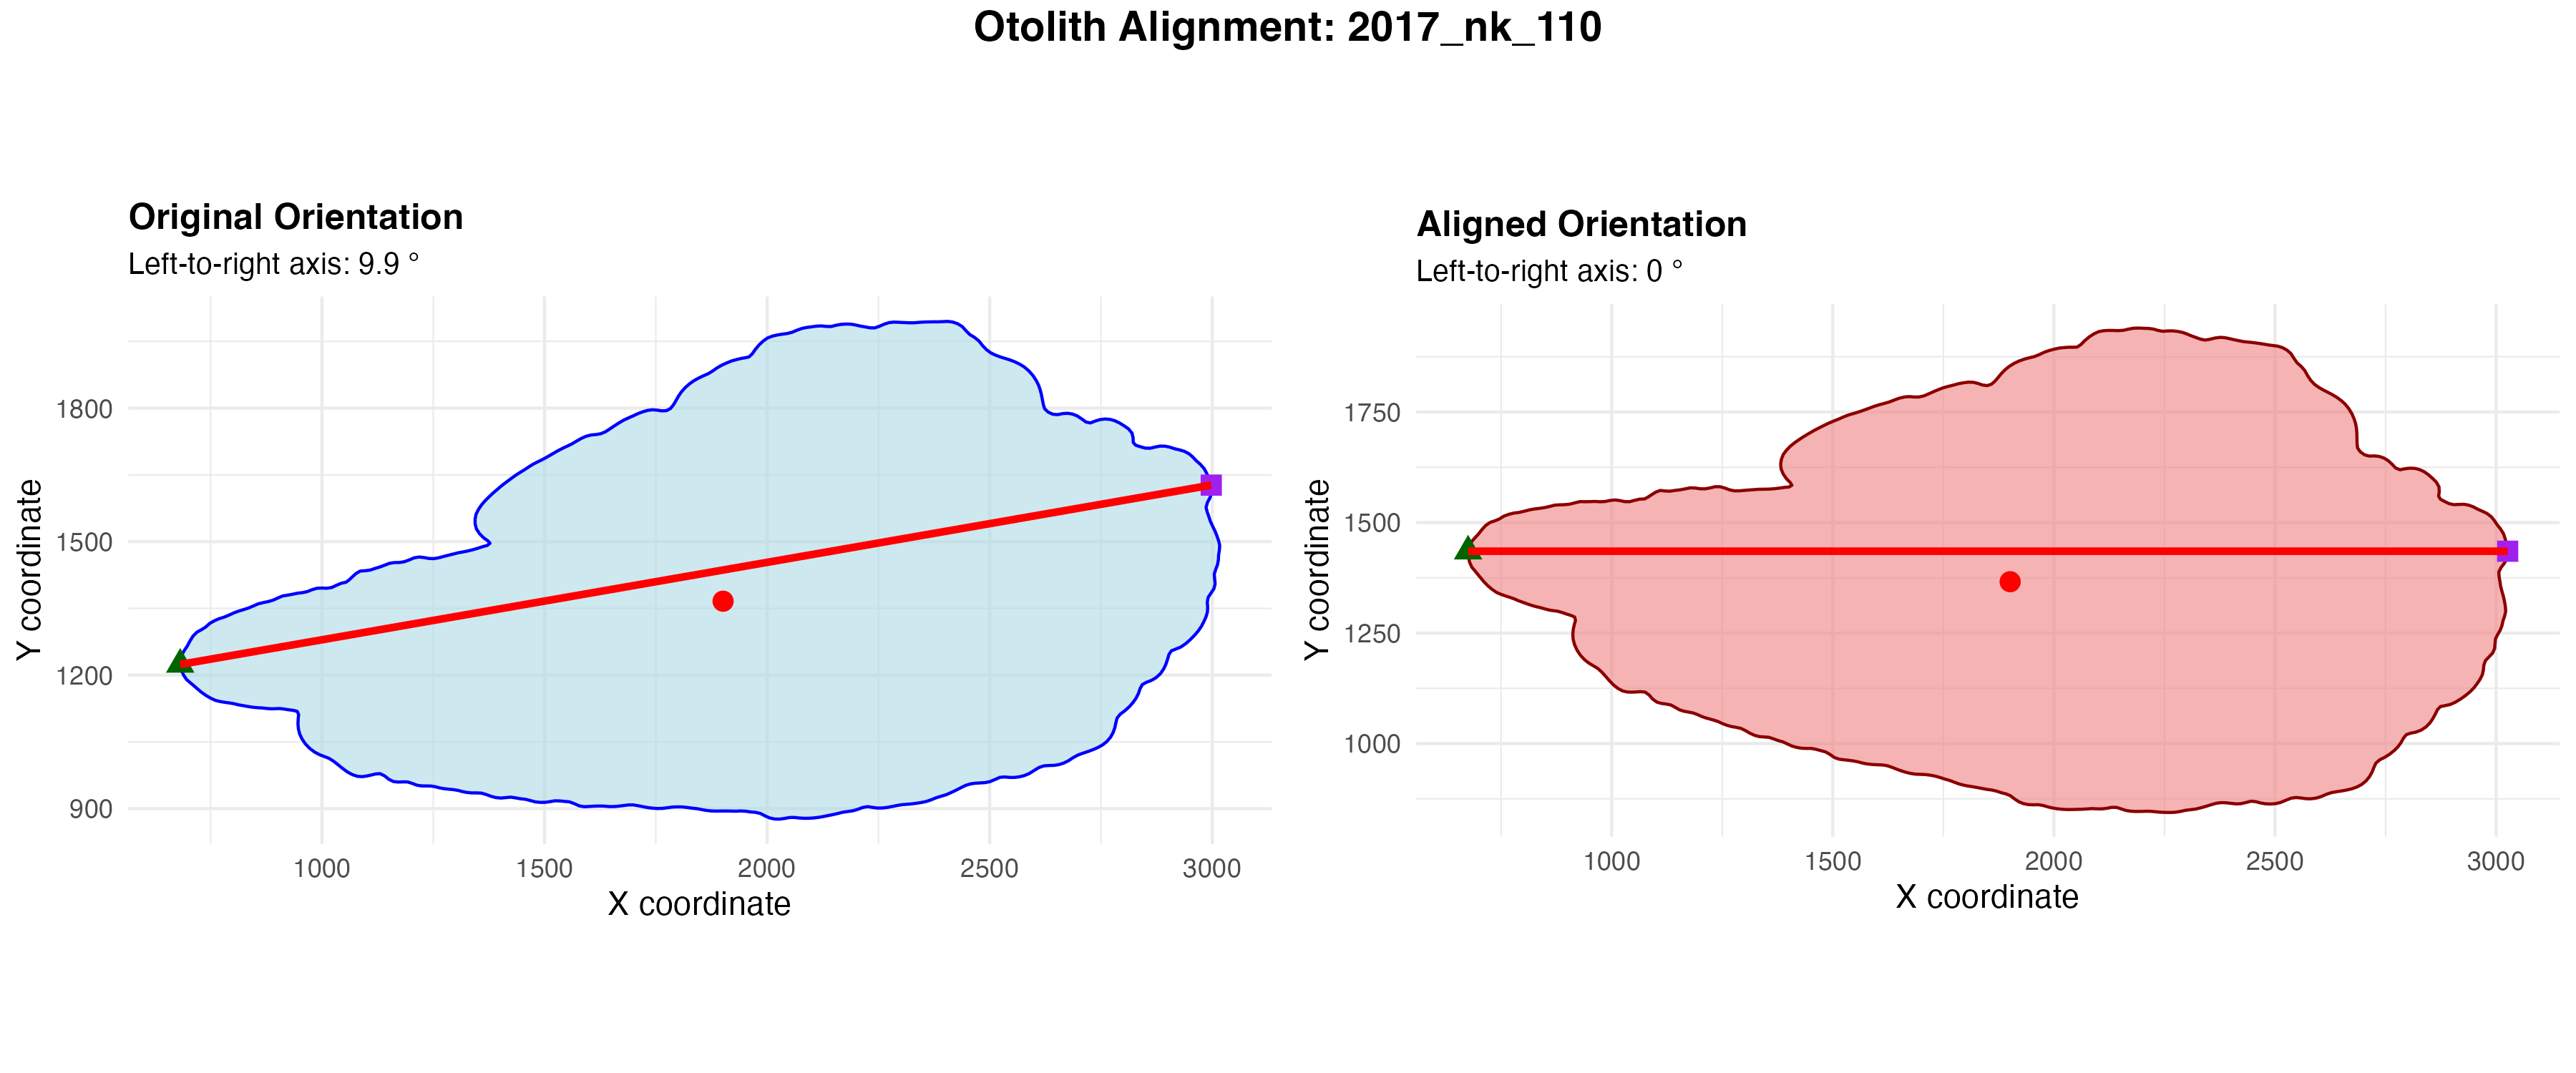 Otolith Alignment: 2017_nk_110
Original Orientation
Left-to-right axis: 9.9 °
Y coordinate
1800
1500
1200
900
1000 1500 2000 2500 3000
X coordinate
Aligned Orientation
Left-to-right axis: 0 °
Y coordinate
1750
1500
1250
1000
1000 1500 2000 2500 3000
X coordinate